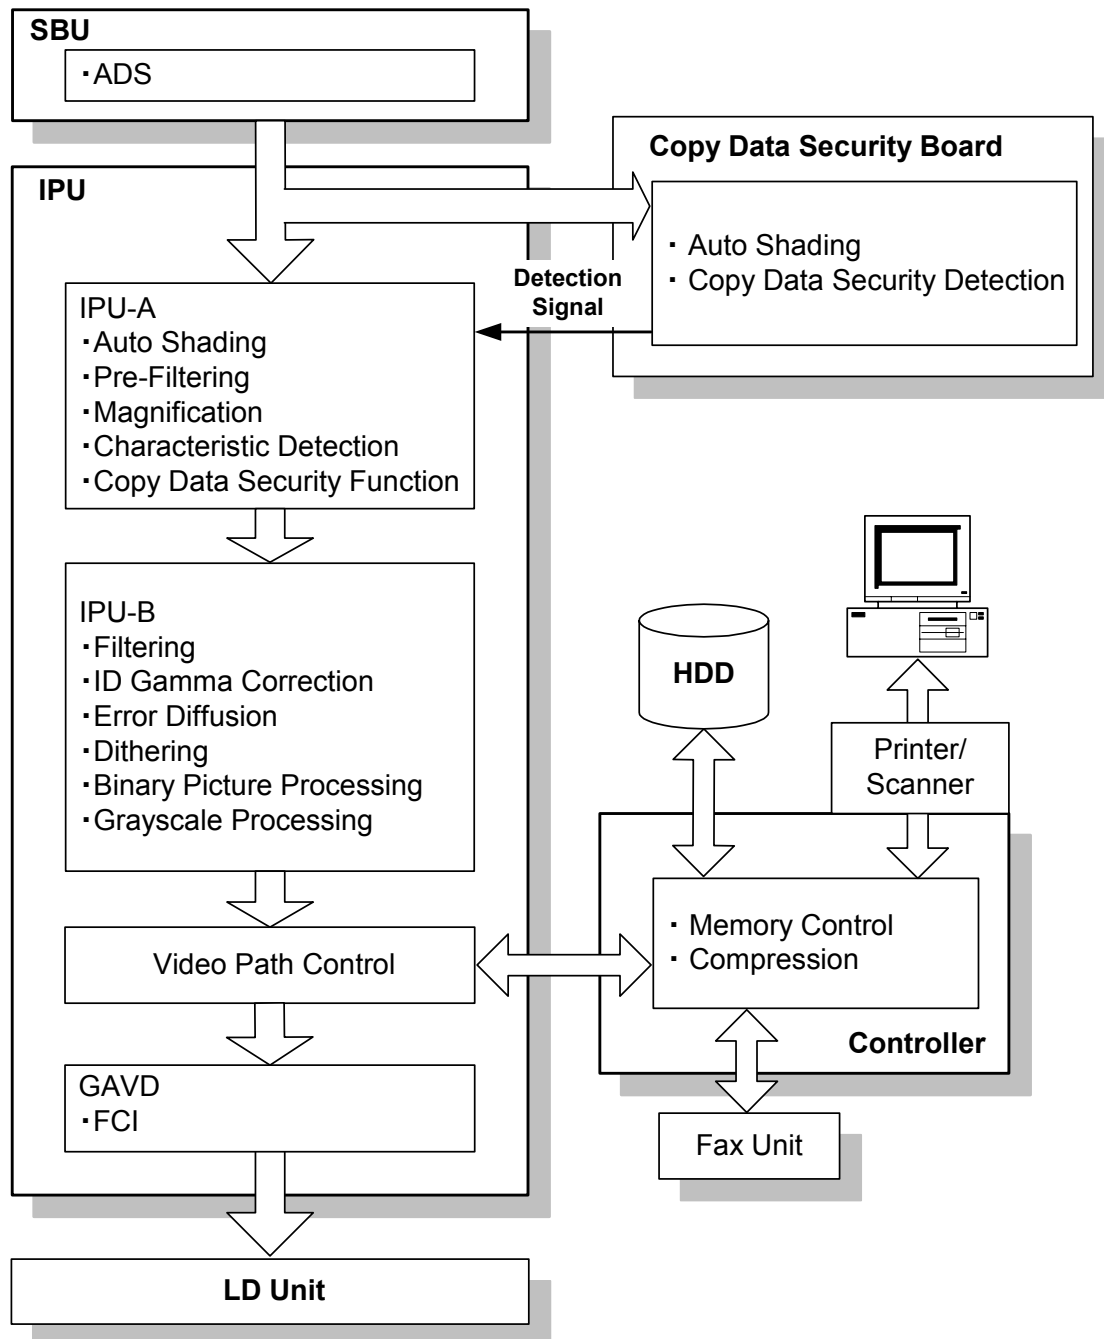 SBU
・ADS
Copy Data Security Board
・ Auto Shading
・ Copy Data Security Detection
IPU
Detection
Signal
IPU-A
・Auto Shading
・Pre-Filtering
・Magnification
・Characteristic Detection
・Copy Data Security Function
IPU-B
・Filtering
・ID Gamma Correction
・Error Diffusion
・Dithering
・Binary Picture Processing
・Grayscale Processing
HDD
Printer/
Scanner
・ Memory Control
・ Compression
Controller
Video Path Control
GAVD
・FCI
Fax Unit
LD Unit